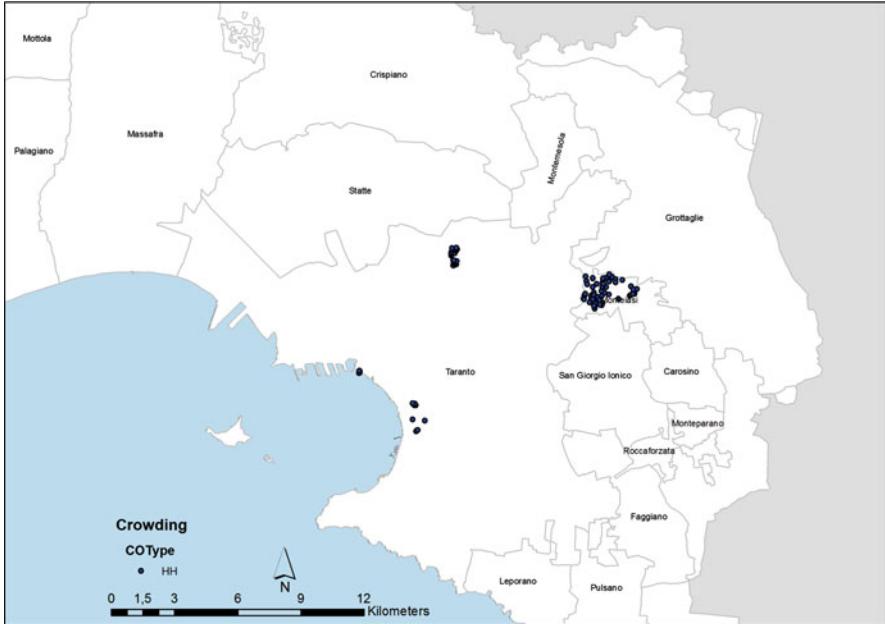 Mottola
Crispiano
Palagiano
Massafra
Montemesola
Statte
Grottaglie
Taranto
San Giorgio Ionico
Carosino
Monteparano
Roccaforzata
Faggiano
Leporano
Pulsano
Crowding
COType
HH
N
0 1,5 3 6 9 12
Kilometers